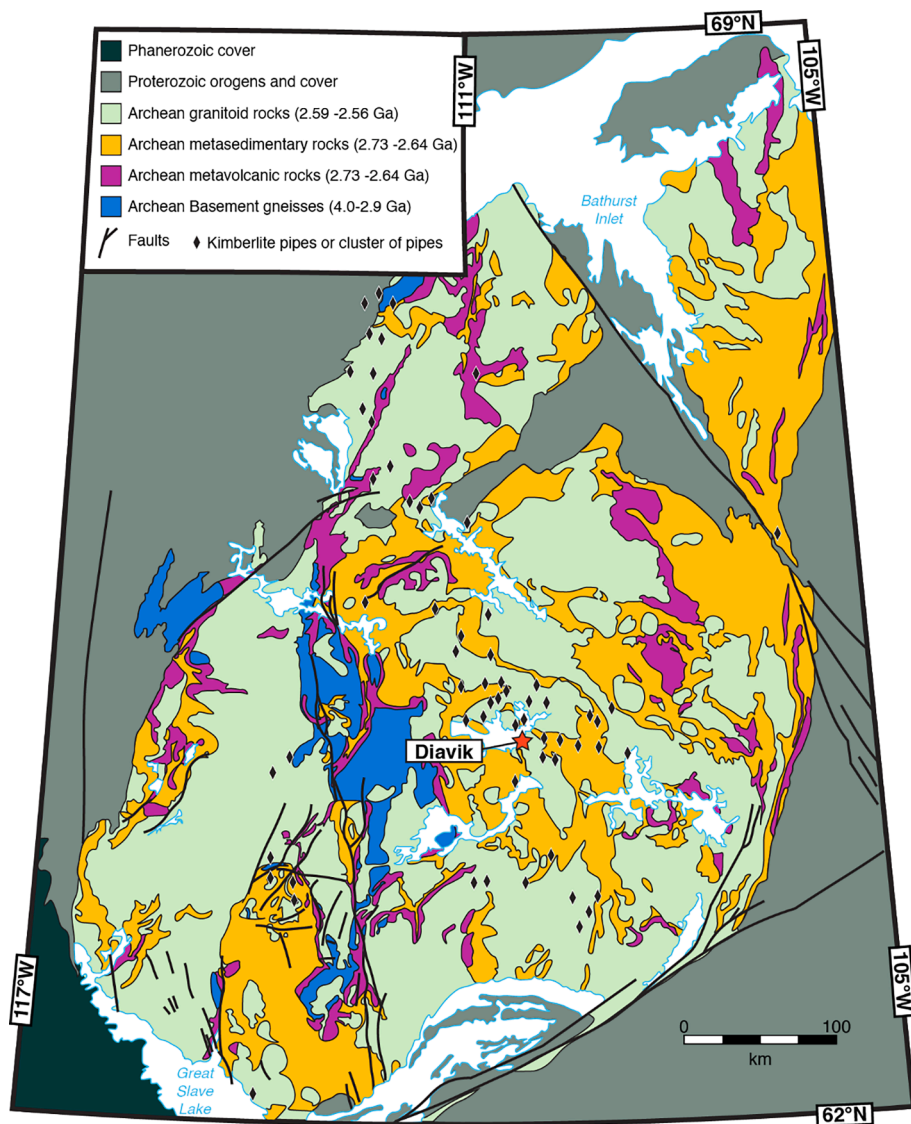 69°N
105°W
111°W
Phanerozoic cover
Proterozoic orogens and cover
Archean granitoid rocks (2.59 -2.56 Ga)
Archean metasedimentary rocks (2.73 -2.64 Ga)
Archean metavolcanic rocks (2.73 -2.64 Ga)
Archean Basement gneisses (4.0-2.9 Ga)
Faults
Kimberlite pipes or cluster of pipes
Bathurst
Inlet
Diavik
117°W
105°W
0
100
km
Great
Slave
Lake
62°N